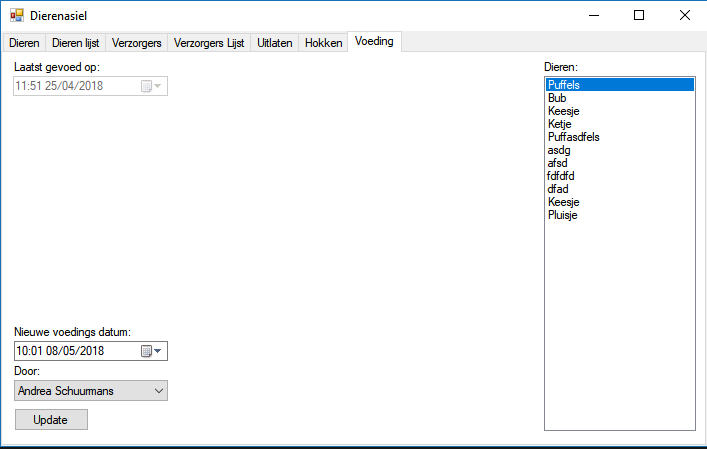 Dierenasiel
Dieren Dieren lijst Verzorgers Verzorgers Lijst Uitlaten Hokken Voeding
Laatst gevoed op:
11:51 25/04/2018
Nieuwe voedings datum:
10:01 08/05/2018
Door:
Andrea Schuurmans
Update
Dieren:
Puffels
Bub
Keesje
Ketje
Puffasdfels
asdg
afsd
fdfdfd
dfad
Keesje
Pluisje